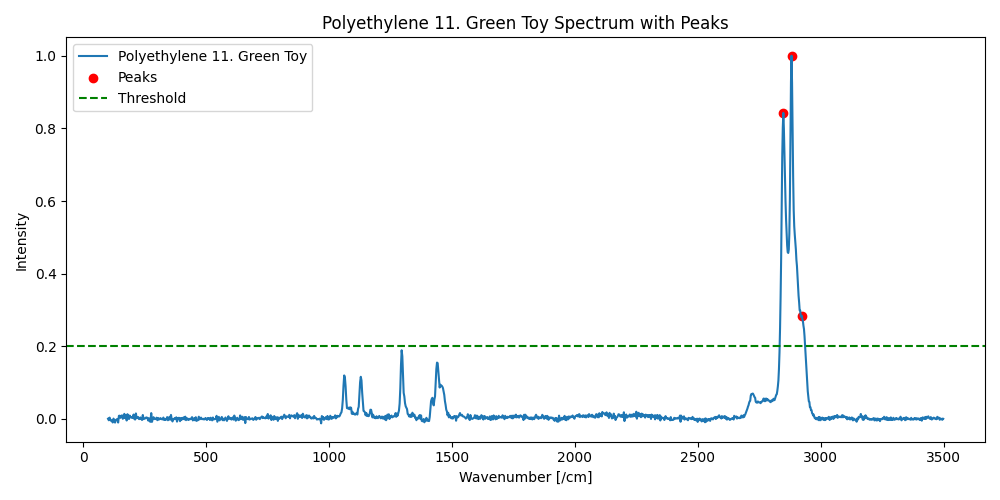 Polyethylene 11. Green Toy Spectrum with Peaks
Polyethylene 11. Green Toy
Peaks
Threshold
Intensity
1.0
0.8
0.6
0.4
0.2
0.0
0 500 1000 1500 2000 2500 3000 3500
Wavenumber [/cm]